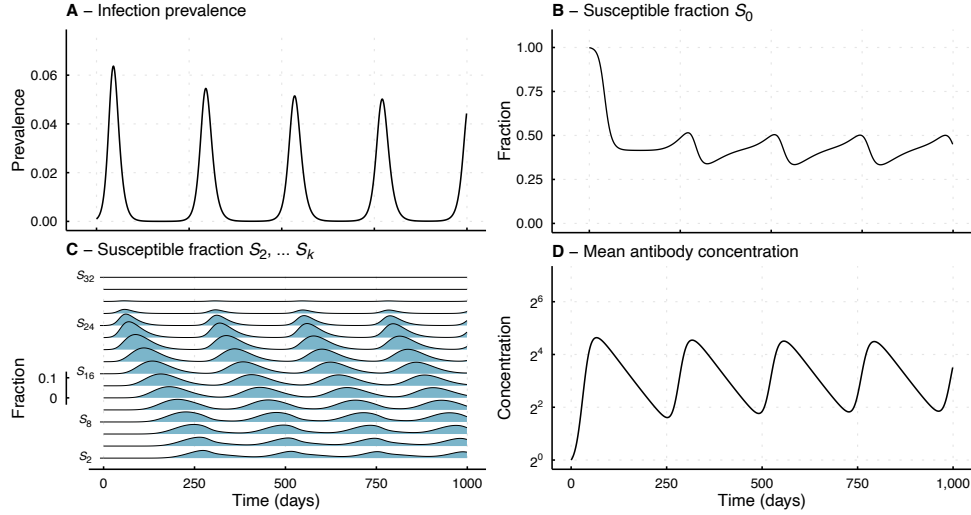 A – Infection prevalence
Prevalence
0.06
0.04
0.02
0.00
B – Susceptible fraction S0
Fraction
1.00
0.75
0.50
0.25
0.00
C – Susceptible fraction S2, ... Sk
Fraction
0.1
0
S32
S24
S16
S8
S2
0 250 500 750 1000
Time (days)
D – Mean antibody concentration
Concentration
2^6
2^4
2^2
2^0
0 250 500 750 1,000
Time (days)